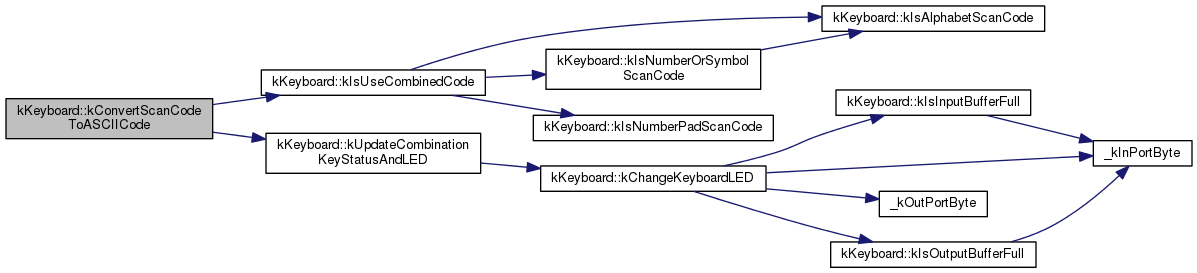 kKeyboard::kConvertScanCode
ToASCIICode
kKeyboard::kIsUseCombinedCode
kKeyboard::kUpdateCombination
KeyStatusAndLED
kKeyboard::kIsAlphabetScanCode
kKeyboard::kIsNumberOrSymbol
ScanCode
kKeyboard::kIsNumberPadScanCode
kKeyboard::kChangeKeyboardLED
kKeyboard::kIsInputBufferFull
_kInPortByte
_kOutPortByte
kKeyboard::kIsOutputBufferFull